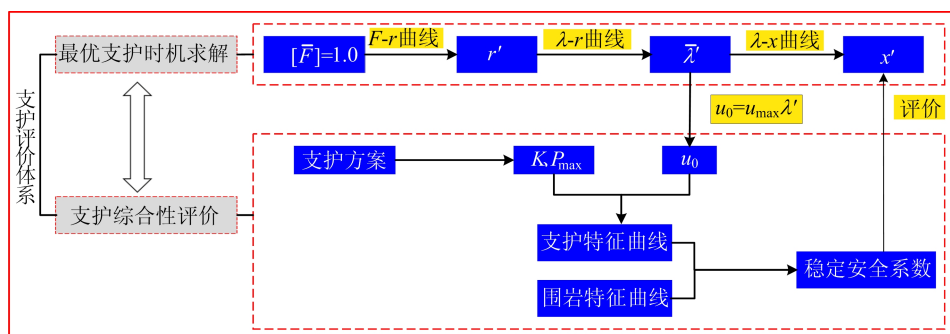 支护评价体系
最优支护时机求解
[F̅]=1.0
F-r曲线
r′
λ-r曲线
λ̅′
λ-x曲线
x′
u₀=uₘₐₓλ′
评价
支护综合性评价
支护方案
K,Pₘₐₓ
u₀
支护特征曲线
围岩特征曲线
稳定安全系数